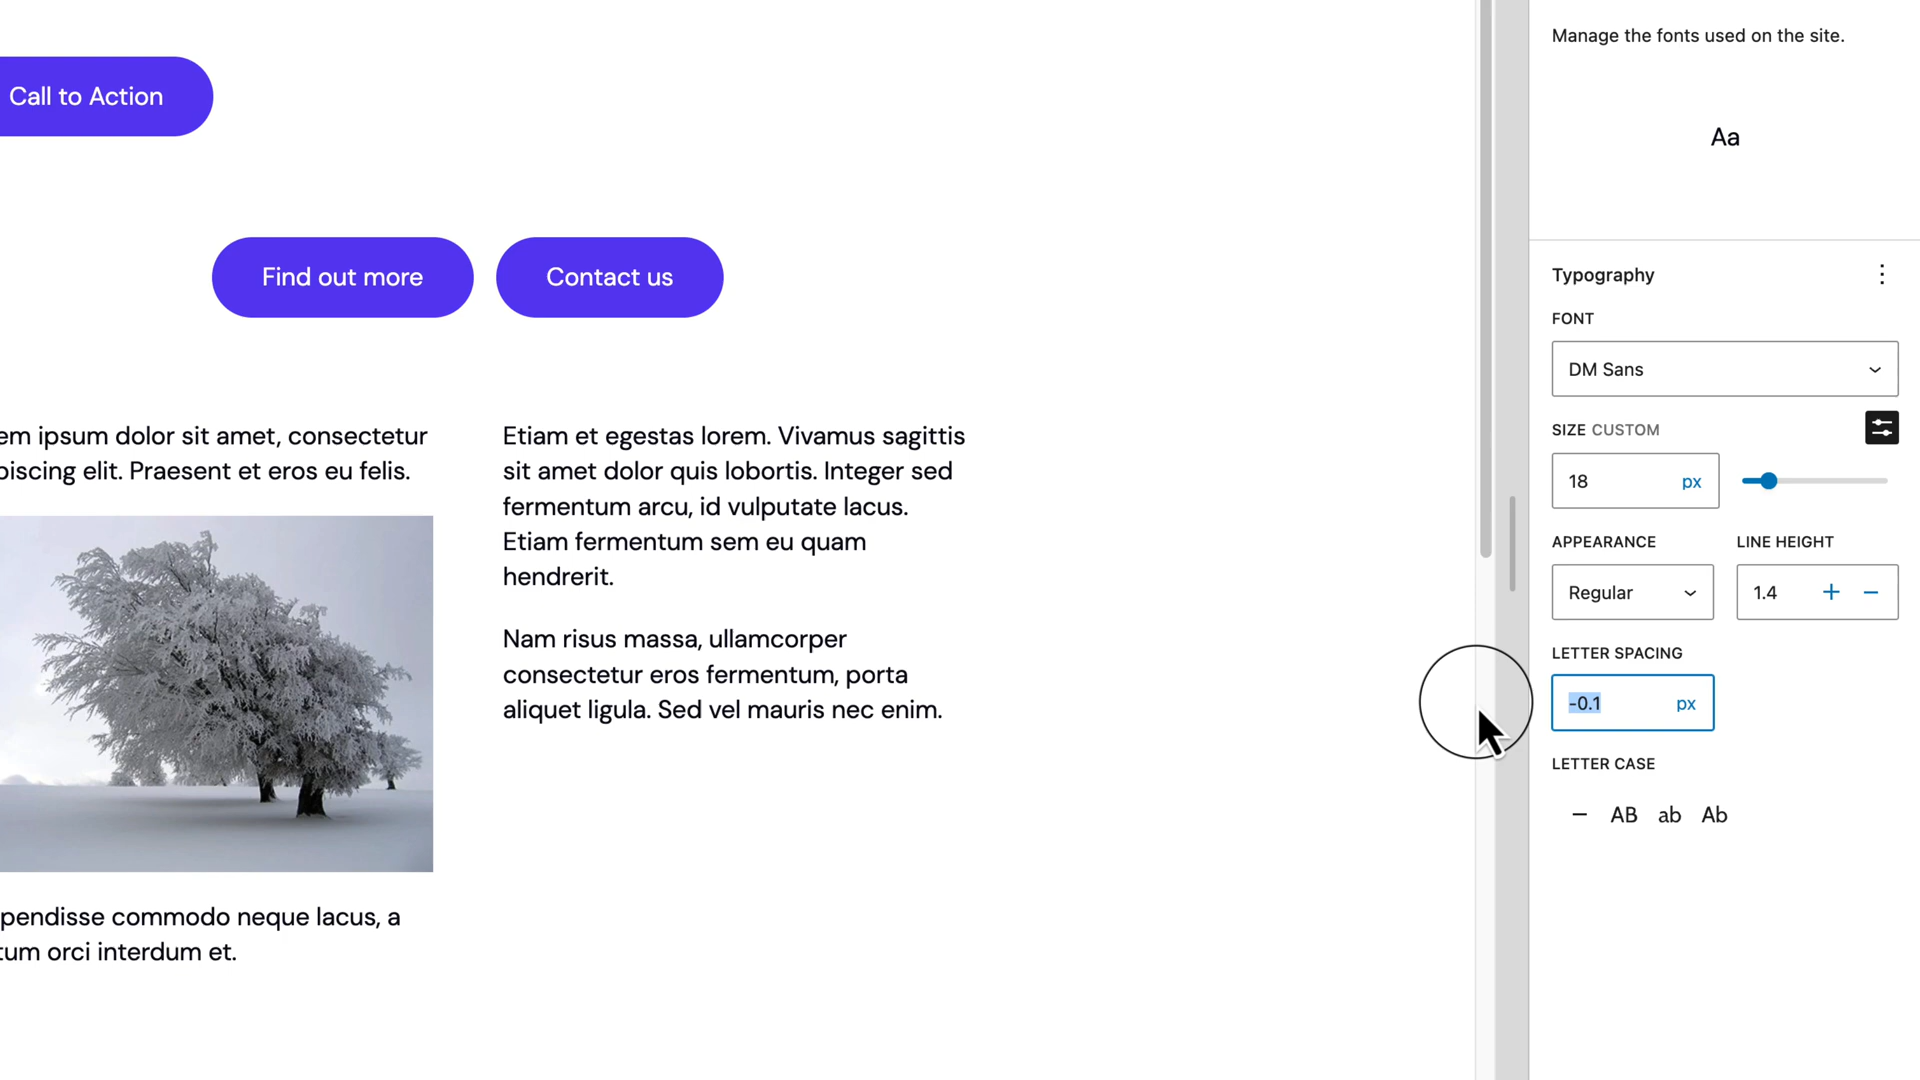 Call to Action
Find out more
Contact us
em ipsum dolor sit amet, consectetur
piscing elit. Praesent et eros eu felis.
pendisse commodo neque lacus, a
tum orci interdum et.
Etiam et egestas lorem. Vivamus sagittis
sit amet dolor quis lobortis. Integer sed
fermentum arcu, id vulputate lacus.
Etiam fermentum sem eu quam
hendrerit.
Nam risus massa, ullamcorper
consectetur eros fermentum, porta
aliquet ligula. Sed vel mauris nec enim.
Manage the fonts used on the site.
Aa
Typography
FONT
DM Sans
SIZE CUSTOM
18 px
APPEARANCE
Regular
LINE HEIGHT
1.4
LETTER SPACING
-0.1 px
LETTER CASE
– AB ab Ab